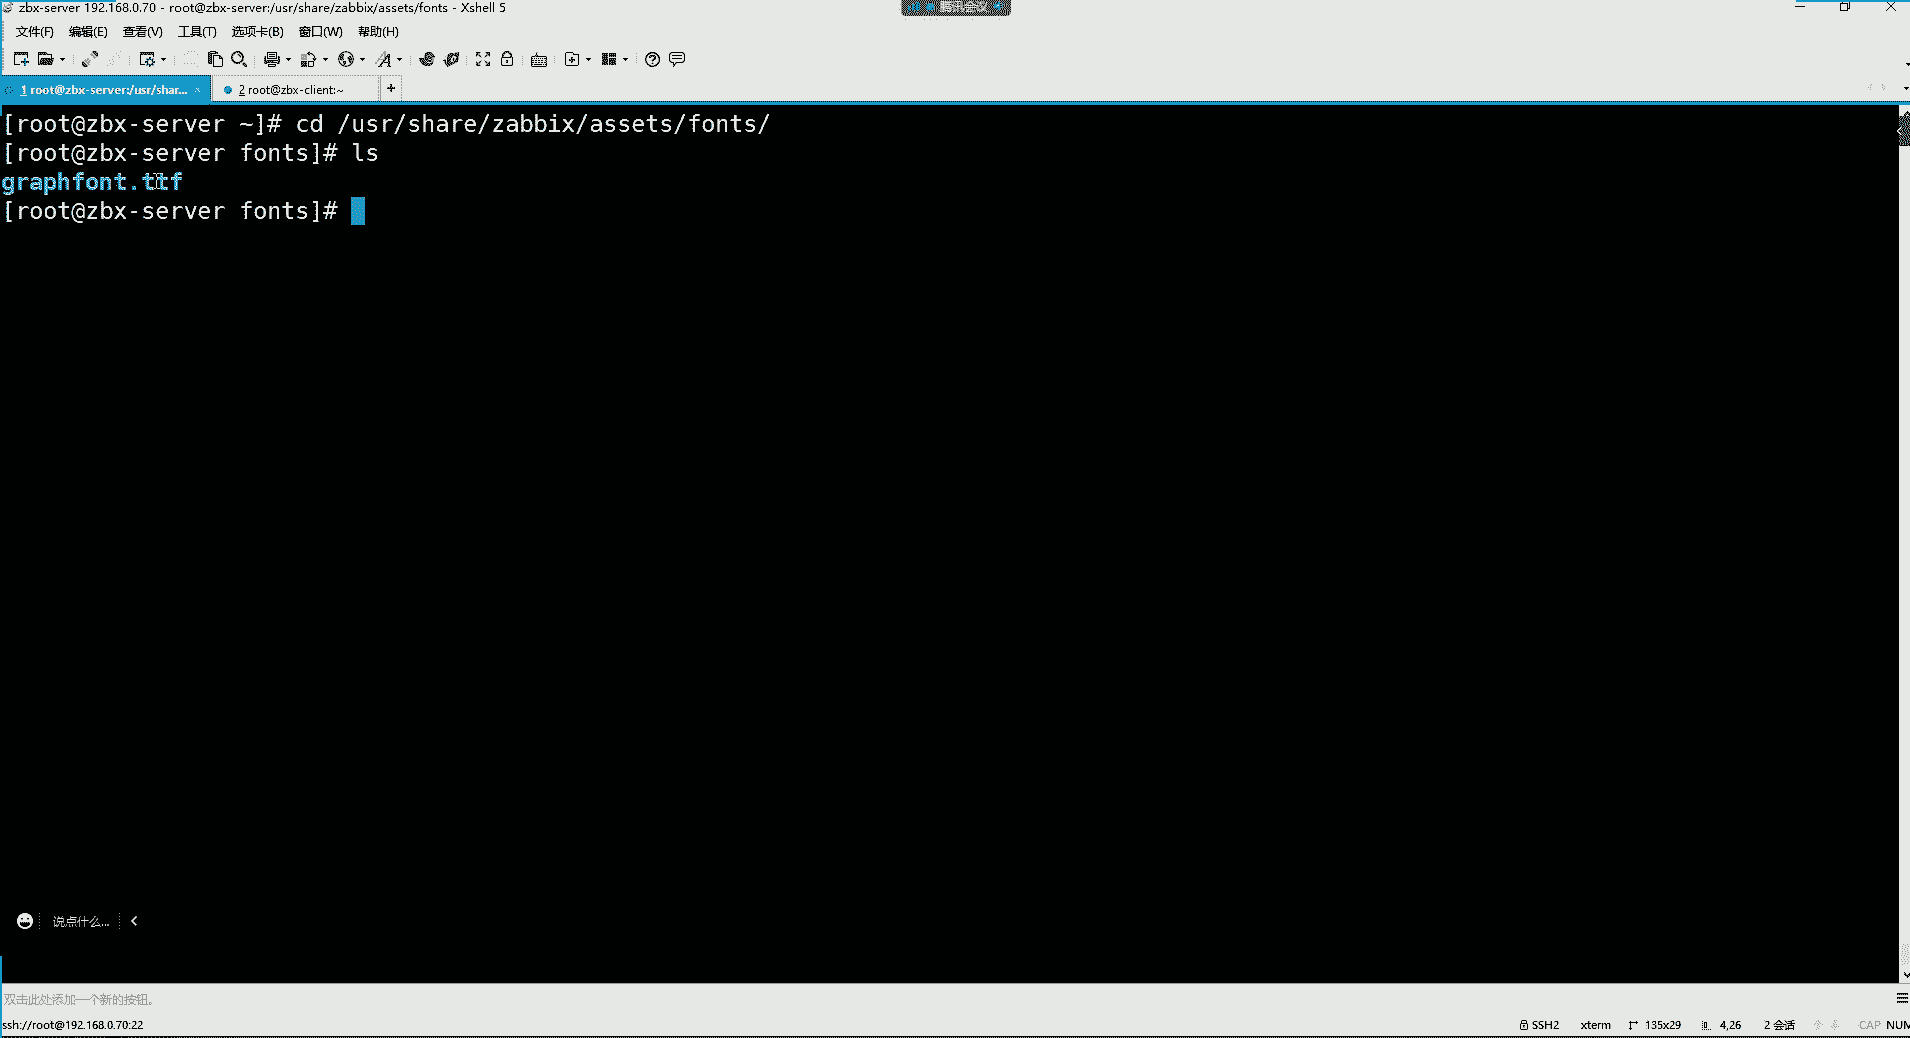 zbx-server 192.168.0.70 - root@zbx-server:/usr/share/zabbix/assets/fonts - Xshell 5
腾讯会议
文件(F) 编辑(E) 查看(V) 工具(T) 选项卡(B) 窗口(W) 帮助(H)
1 root@zbx-server:/usr/shar... × 2 root@zbx-client:~ +
[root@zbx-server ~]# cd /usr/share/zabbix/assets/fonts/
[root@zbx-server fonts]# ls
graphfont.ttf
[root@zbx-server fonts]#
说点什么...
双击此处添加一个新的按钮。
ssh://root@192.168.0.70:22 SSH2 xterm 135x29 4,26 2 会话 CAP NUM